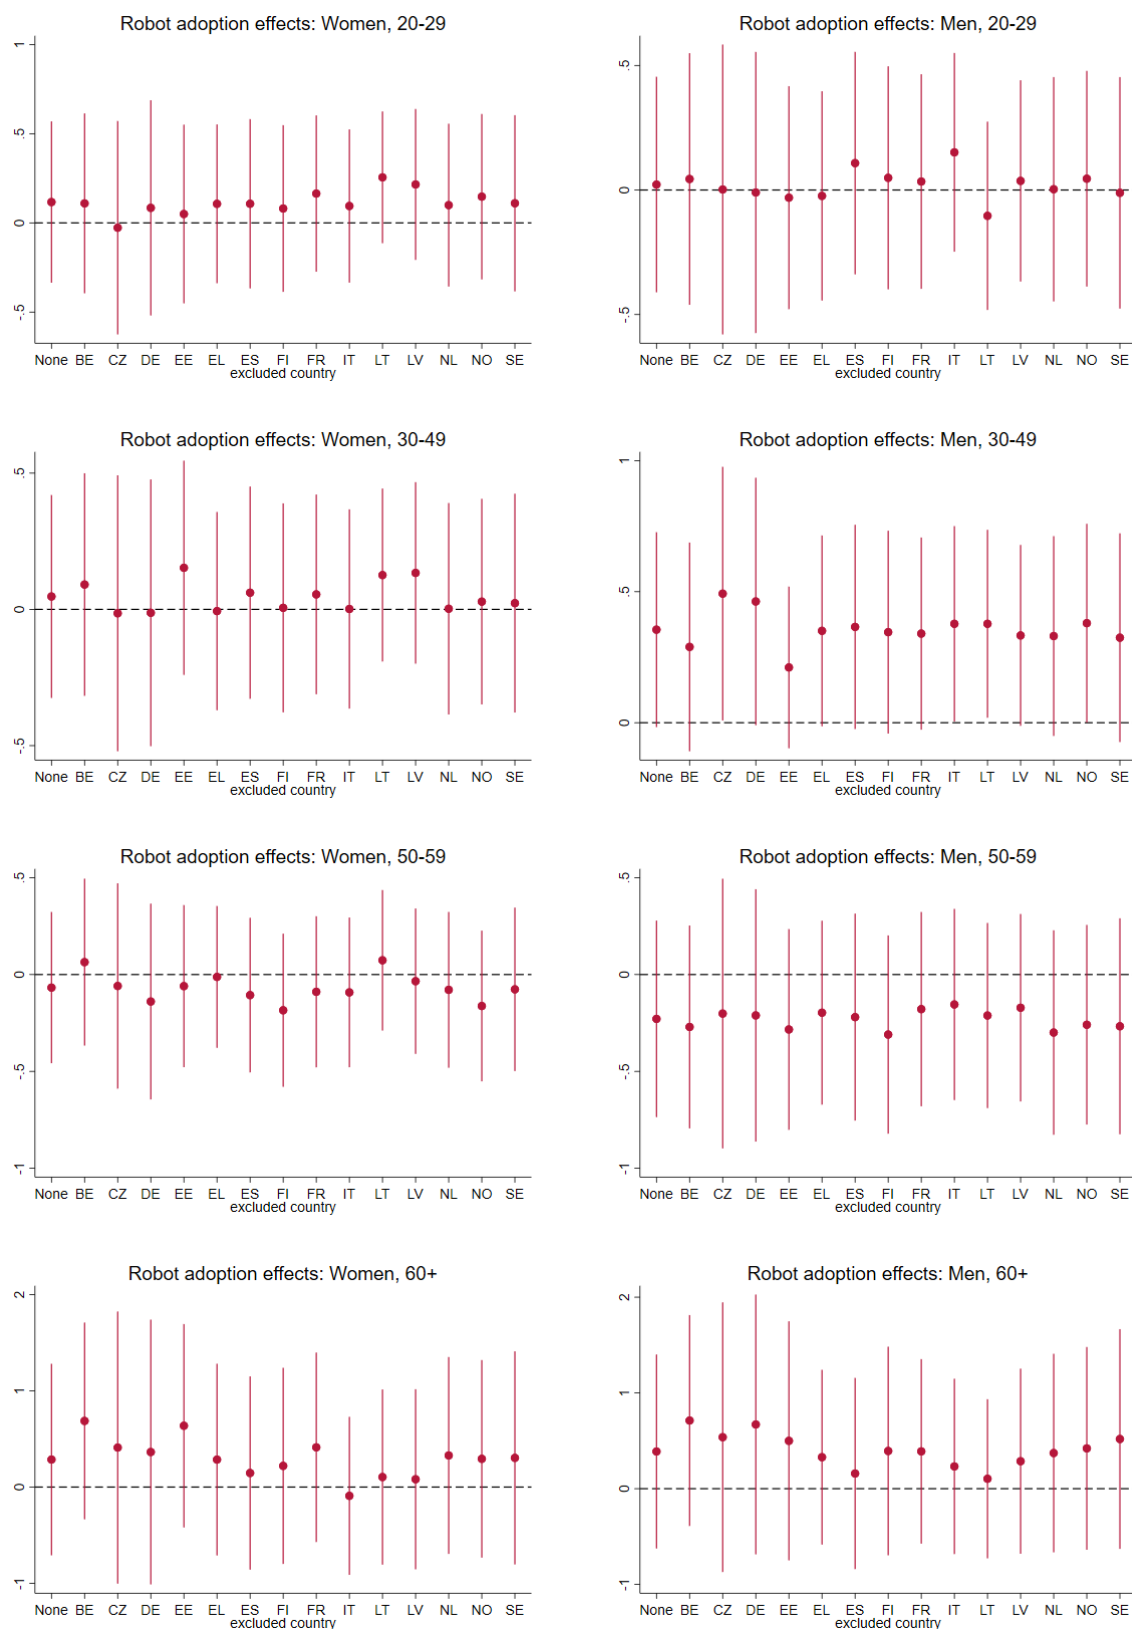 Robot adoption effects: Women, 20-29
1
.5
0
-.5
None BE CZ DE EE EL ES FI FR IT LT LV NL NO SE
excluded country
Robot adoption effects: Men, 20-29
.5
0
-.5
None BE CZ DE EE EL ES FI FR IT LT LV NL NO SE
excluded country
Robot adoption effects: Women, 30-49
.5
0
-.5
None BE CZ DE EE EL ES FI FR IT LT LV NL NO SE
excluded country
Robot adoption effects: Men, 30-49
1
.5
0
None BE CZ DE EE EL ES FI FR IT LT LV NL NO SE
excluded country
Robot adoption effects: Women, 50-59
.5
0
-.5
-1
None BE CZ DE EE EL ES FI FR IT LT LV NL NO SE
excluded country
Robot adoption effects: Men, 50-59
.5
0
-.5
-1
None BE CZ DE EE EL ES FI FR IT LT LV NL NO SE
excluded country
Robot adoption effects: Women, 60+
2
1
0
-1
None BE CZ DE EE EL ES FI FR IT LT LV NL NO SE
excluded country
Robot adoption effects: Men, 60+
2
1
0
-1
None BE CZ DE EE EL ES FI FR IT LT LV NL NO SE
excluded country